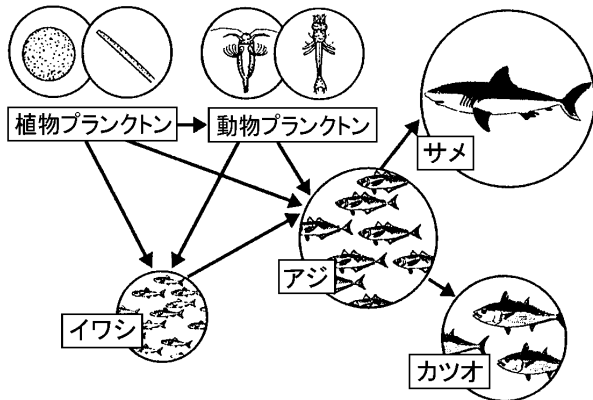 植物プランクトン
動物プランクトン
サメ
アジ
イワシ
カツオ